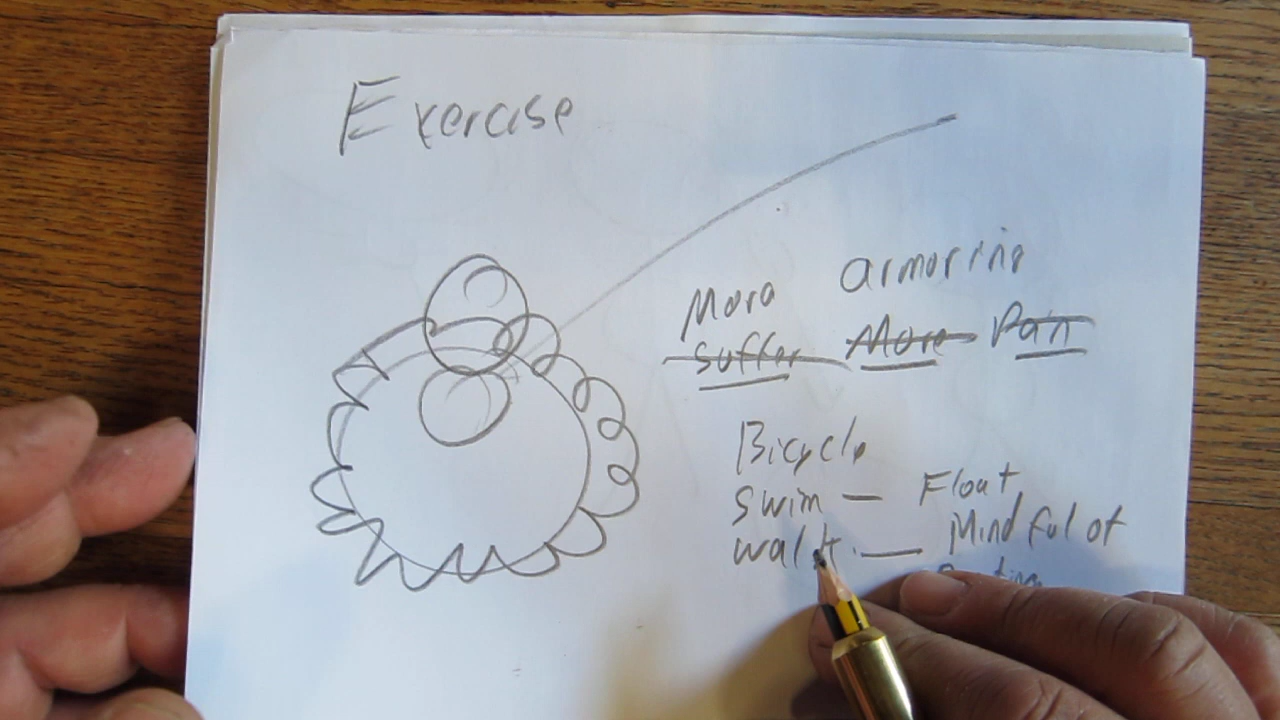 Exercise
More armoring
suffer More Pain
Bicycle
Swim — Float
walk — Mindful of